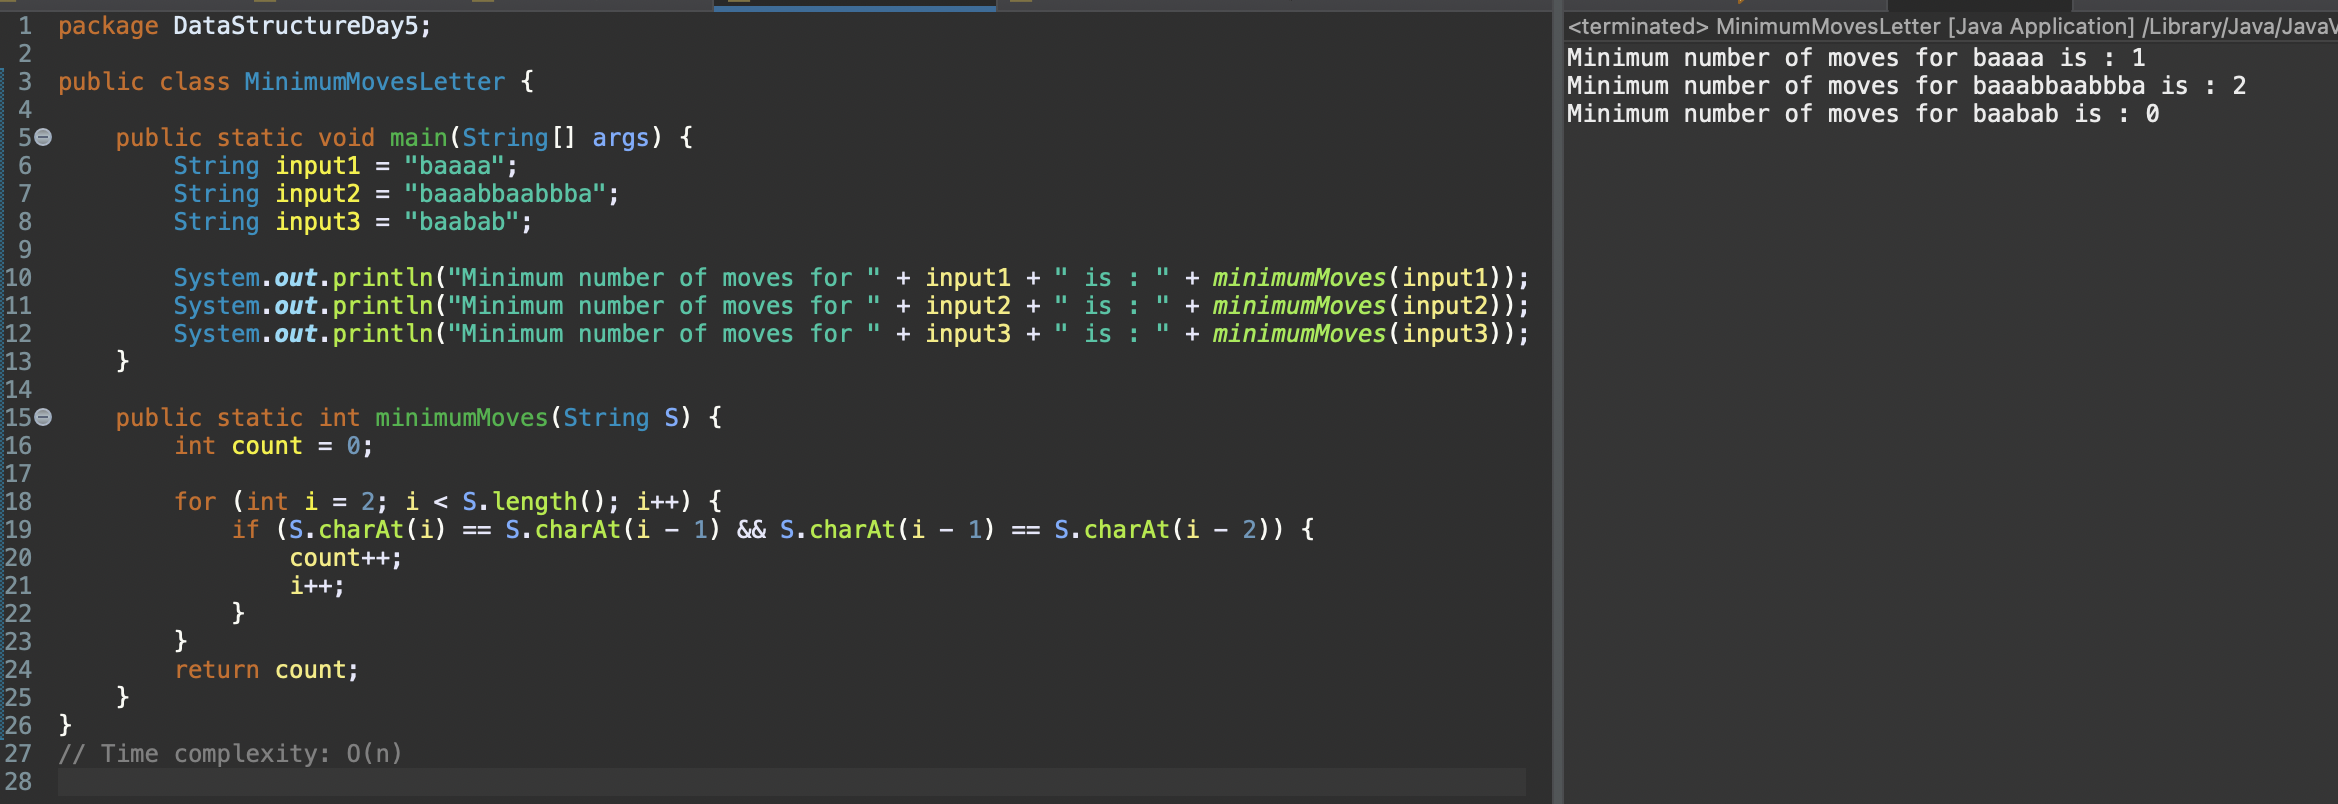 1 package DataStructureDay5;
2
3 public class MinimumMovesLetter {
4
5 public static void main(String[] args) {
6 String input1 = "baaaa";
7 String input2 = "baaabbaabbba";
8 String input3 = "baabab";
9
10 System.out.println("Minimum number of moves for " + input1 + " is : " + minimumMoves(input1));
11 System.out.println("Minimum number of moves for " + input2 + " is : " + minimumMoves(input2));
12 System.out.println("Minimum number of moves for " + input3 + " is : " + minimumMoves(input3));
13 }
14
15 public static int minimumMoves(String S) {
16 int count = 0;
17
18 for (int i = 2; i < S.length(); i++) {
19 if (S.charAt(i) == S.charAt(i - 1) && S.charAt(i - 1) == S.charAt(i - 2)) {
20 count++;
21 i++;
22 }
23 }
24 return count;
25 }
26 }
27 // Time complexity: O(n)
28
<terminated> MinimumMovesLetter [Java Application] /Library/Java/JavaV
Minimum number of moves for baaaa is : 1
Minimum number of moves for baaabbaabbba is : 2
Minimum number of moves for baabab is : 0